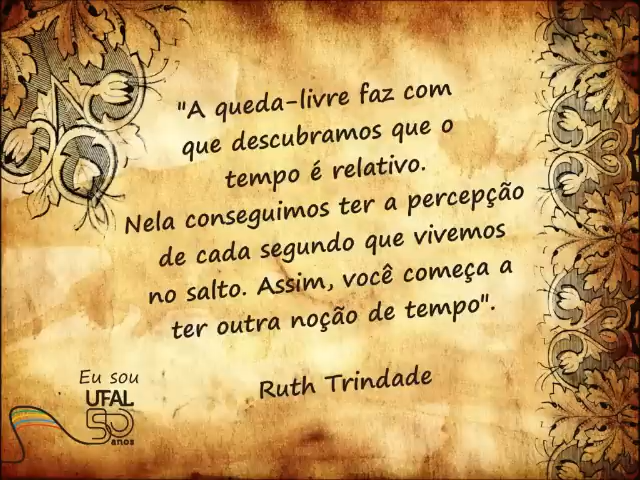 "A queda-livre faz com
que descubramos que o
tempo é relativo.
Nela conseguimos ter a percepção
de cada segundo que vivemos
no salto. Assim, você começa a
ter outra noção de tempo".
Ruth Trindade
Eu sou
UFAL
50
anos